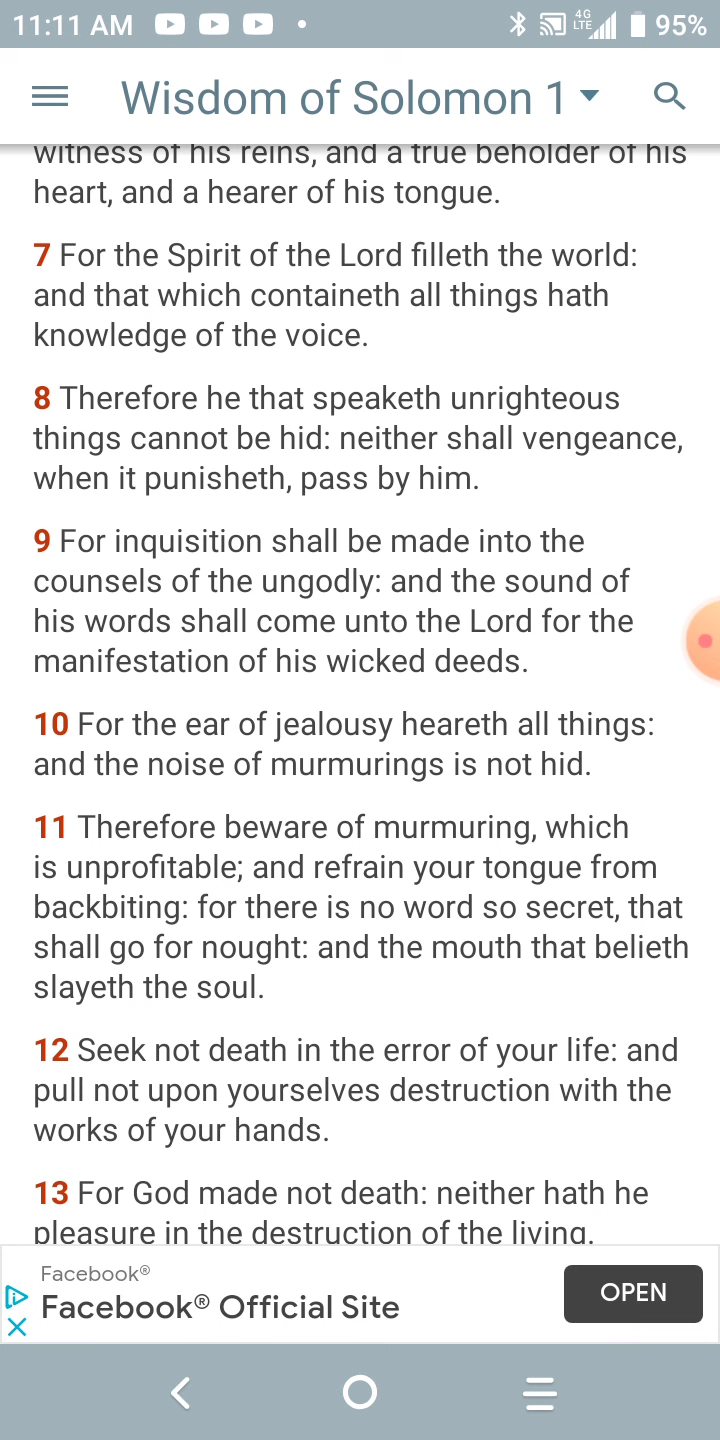 11:11 AM
4G
LTE
95%
Wisdom of Solomon 1
witness of his reins, and a true beholder of his
heart, and a hearer of his tongue.
7 For the Spirit of the Lord filleth the world:
and that which containeth all things hath
knowledge of the voice.
8 Therefore he that speaketh unrighteous
things cannot be hid: neither shall vengeance,
when it punisheth, pass by him.
9 For inquisition shall be made into the
counsels of the ungodly: and the sound of
his words shall come unto the Lord for the
manifestation of his wicked deeds.
10 For the ear of jealousy heareth all things:
and the noise of murmurings is not hid.
11 Therefore beware of murmuring, which
is unprofitable; and refrain your tongue from
backbiting: for there is no word so secret, that
shall go for nought: and the mouth that belieth
slayeth the soul.
12 Seek not death in the error of your life: and
pull not upon yourselves destruction with the
works of your hands.
13 For God made not death: neither hath he
pleasure in the destruction of the living.
Facebook®
Facebook® Official Site
OPEN